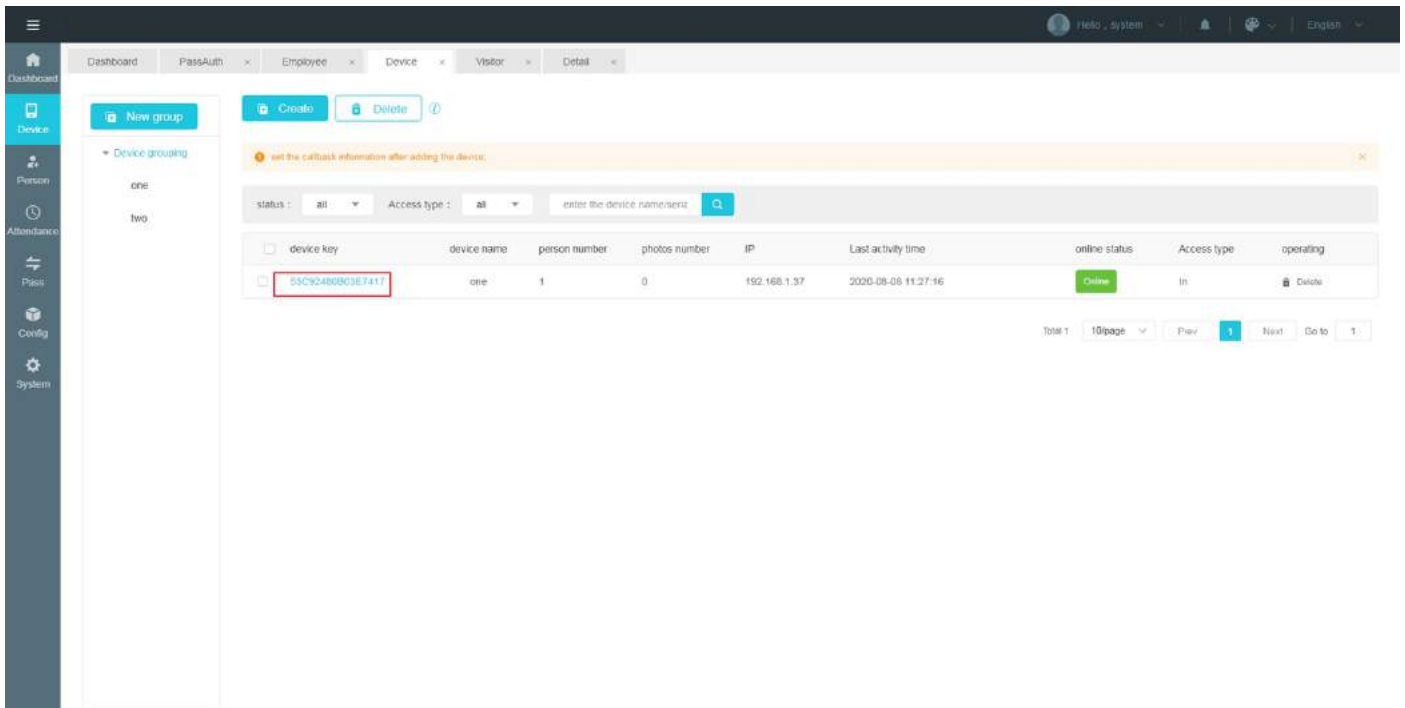 Hello , system
English
Dashboard
Device
Person
Attendance
Pass
Config
System
Dashboard
PassAuth
Employee
Device
Visitor
Detail
New group
Device grouping
one
two
Create
Delete
set the callback information after adding the device.
status :
all
Access type :
all
enter the device name/seria
device key
device name
person number
photos number
IP
Last activity time
online status
Access type
operating
one
1
0
192.168.1.37
2020-08-08 11:27:16
Online
In
Delete
Total 1
10/page
Prev
1
Next
Go to
1